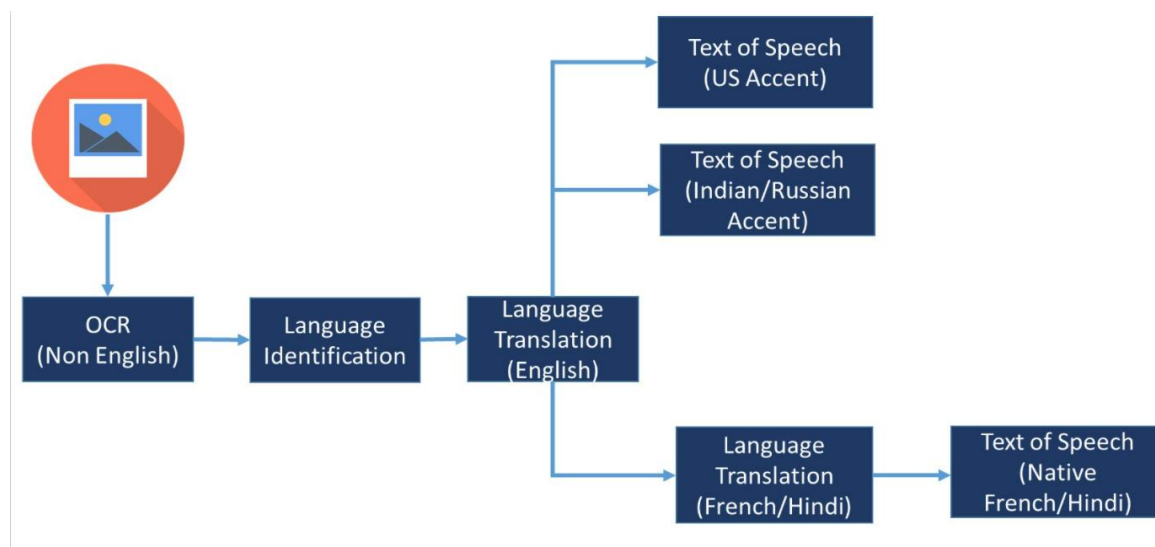 Text of Speech
(US Accent)
Text of Speech
(Indian/Russian
Accent)
OCR
(Non English)
Language
Identification
Language
Translation
(English)
Language
Translation
(French/Hindi)
Text of Speech
(Native
French/Hindi)